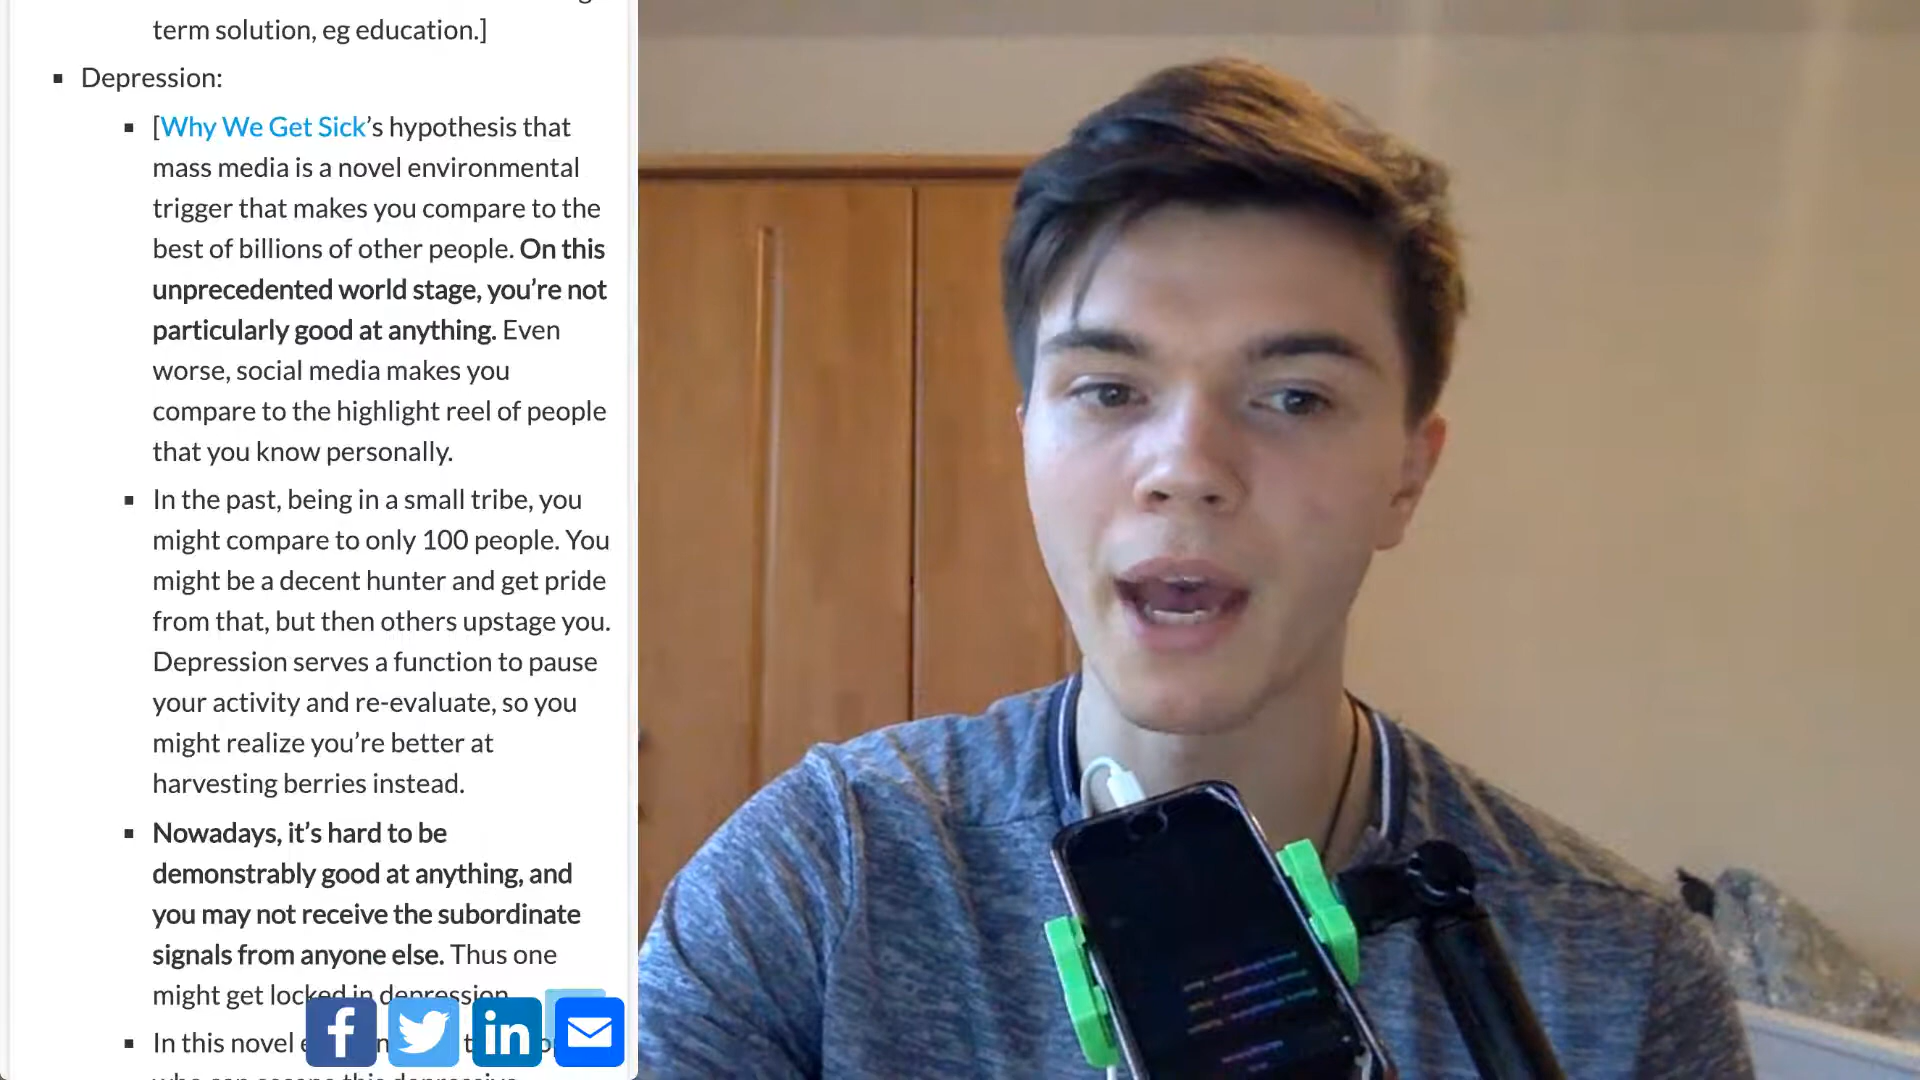 term solution, eg education.]
▪ Depression:
▪ [Why We Get Sick’s hypothesis that
mass media is a novel environmental
trigger that makes you compare to the
best of billions of other people. On this
unprecedented world stage, you’re not
particularly good at anything. Even
worse, social media makes you
compare to the highlight reel of people
that you know personally.
▪ In the past, being in a small tribe, you
might compare to only 100 people. You
might be a decent hunter and get pride
from that, but then others upstage you.
Depression serves a function to pause
your activity and re-evaluate, so you
might realize you’re better at
harvesting berries instead.
▪ Nowadays, it’s hard to be
demonstrably good at anything, and
you may not receive the subordinate
signals from anyone else. Thus one
might get locked in depression
▪ In this novel